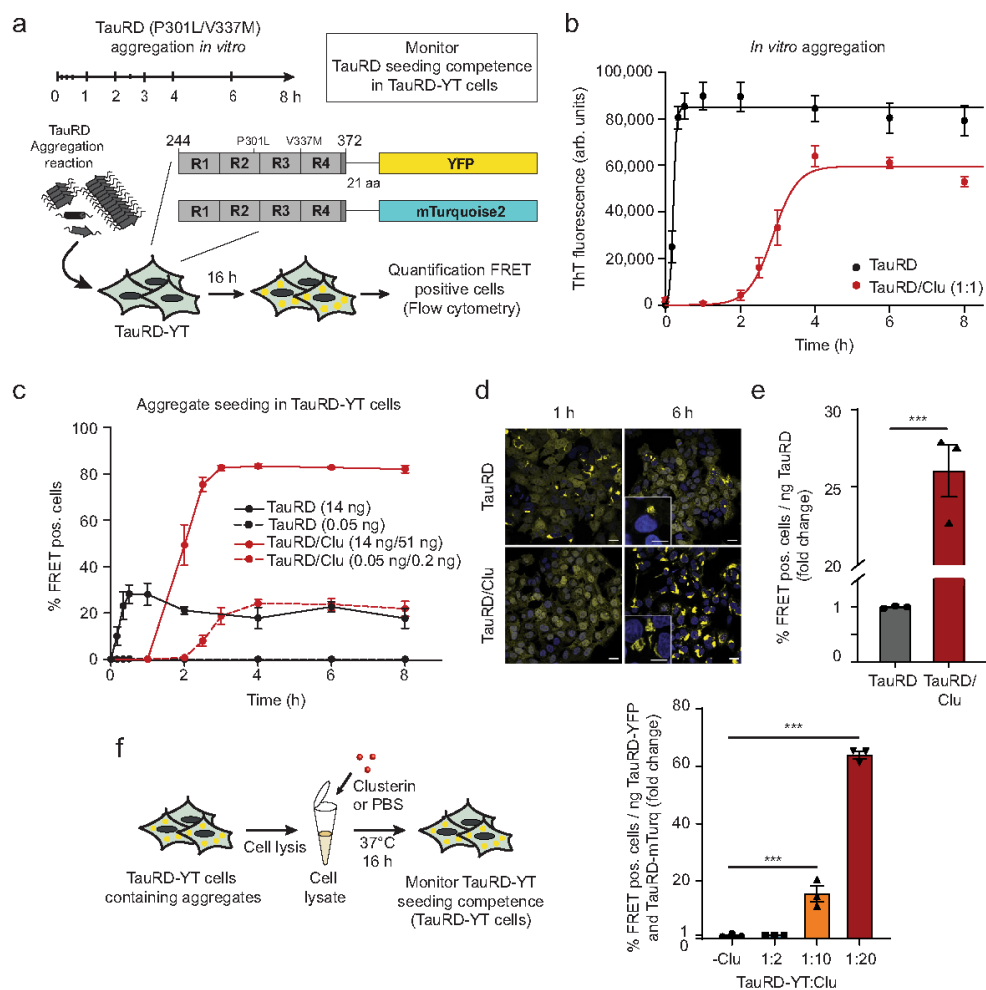 a
TauRD (P301L/V337M)
aggregation in vitro
0 1 2 3 4 6 8 h
Monitor
TauRD seeding competence
in TauRD-YT cells
TauRD
Aggregation
reaction
244 P301L V337M 372
R1 R2 R3 R4 YFP
21 aa
R1 R2 R3 R4 mTurquoise2
16 h
Quantification FRET
positive cells
(Flow cytometry)
TauRD-YT
b
In vitro aggregation
ThT fluorescence (arb. units)
100,000
80,000
60,000
40,000
20,000
0
0 2 4 6 8
Time (h)
TauRD
TauRD/Clu (1:1)
c
Aggregate seeding in TauRD-YT cells
% FRET pos. cells
100
80
60
40
20
0
TauRD (14 ng)
TauRD (0.05 ng)
TauRD/Clu (14 ng/51 ng)
TauRD/Clu (0.05 ng/0.2 ng)
0 2 4 6 8
Time (h)
d
1 h 6 h
TauRD
TauRD/Clu
e
% FRET pos. cells / ng TauRD
(fold change)
30
25
20
1
0
***
TauRD TauRD/
Clu
f
TauRD-YT cells
containing aggregates
Cell lysis
Clusterin
or PBS
Cell
lysate
37°C
16 h
Monitor TauRD-YT
seeding competence
(TauRD-YT cells)
% FRET pos. cells / ng TauRD-YFP
and TauRD-mTurq (fold change)
80
60
40
20
1
0
***
***
-Clu 1:2 1:10 1:20
TauRD-YT:Clu